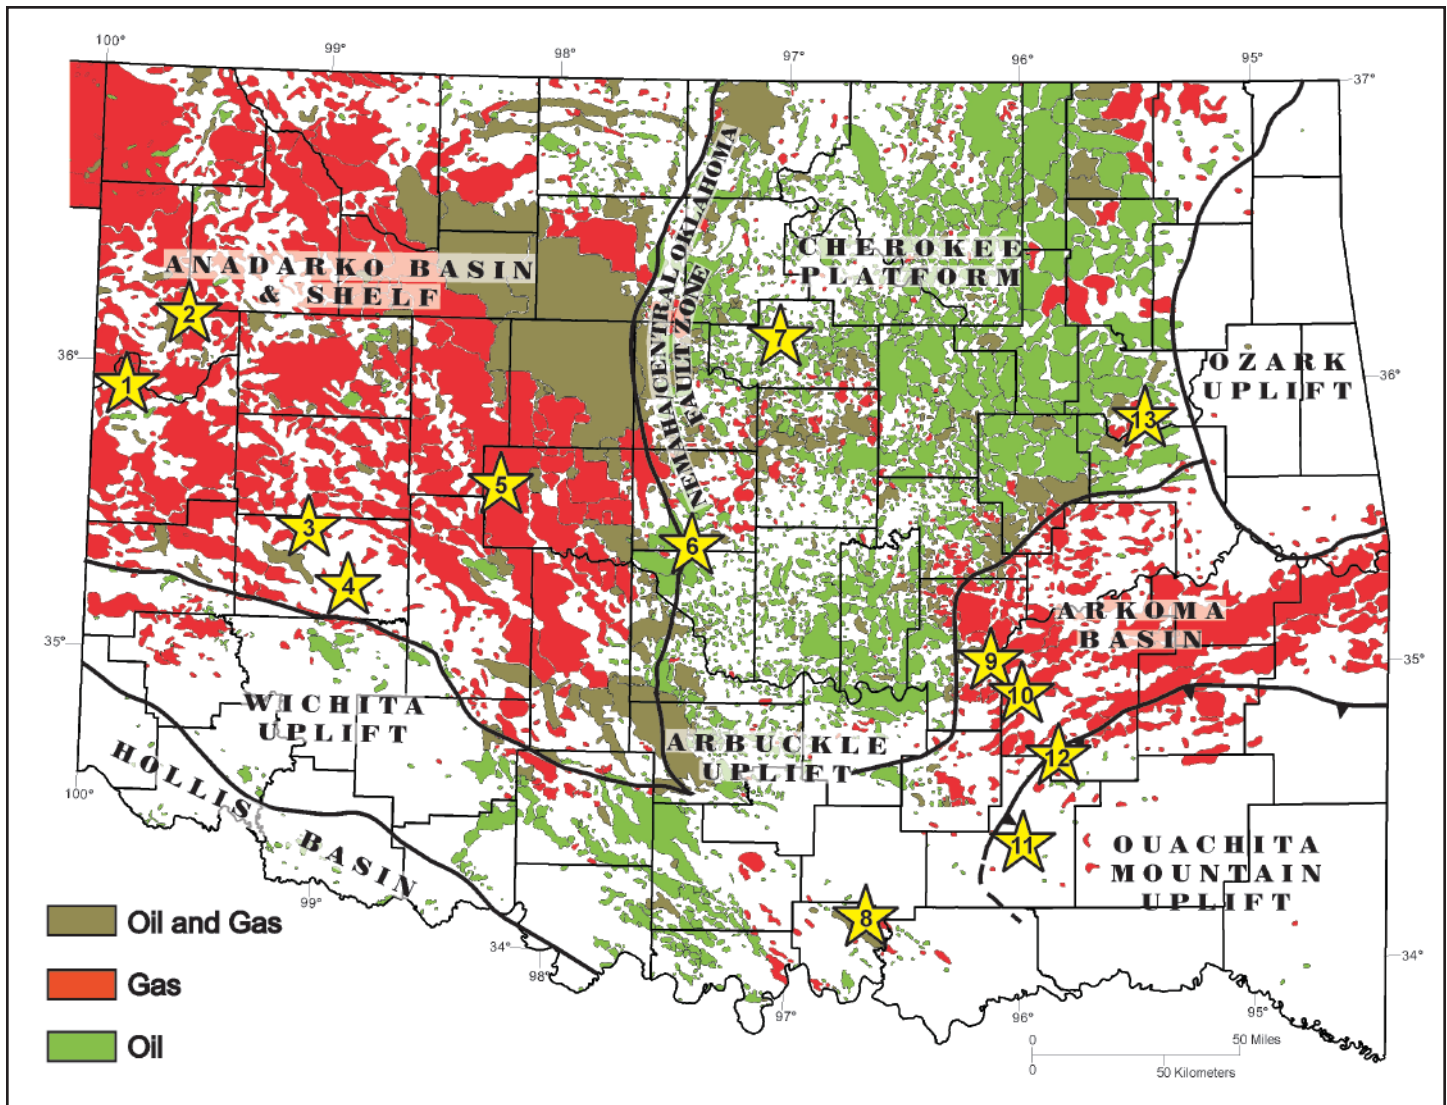 100°
99°
98°
97°
96°
95°
37°
ANADARKO BASIN
& SHELF
NEMAHA/CENTRAL OKLAHOMA
FAULT ZONE
CHEROKEE
PLATFORM
2
7
36°
1
OZARK
UPLIFT
36°
13
5
3
6
4
ARKOMA
BASIN
35°
9
35°
10
WICHITA
UPLIFT
ARBUCKLE
UPLIFT
12
HOLLIS BASIN
100°
11
OUACHITA
MOUNTAIN
UPLIFT
99°
8
Oil and Gas
34°
98°
34°
Gas
97°
96°
95°
Oil
0 50 Miles
0 50 Kilometers